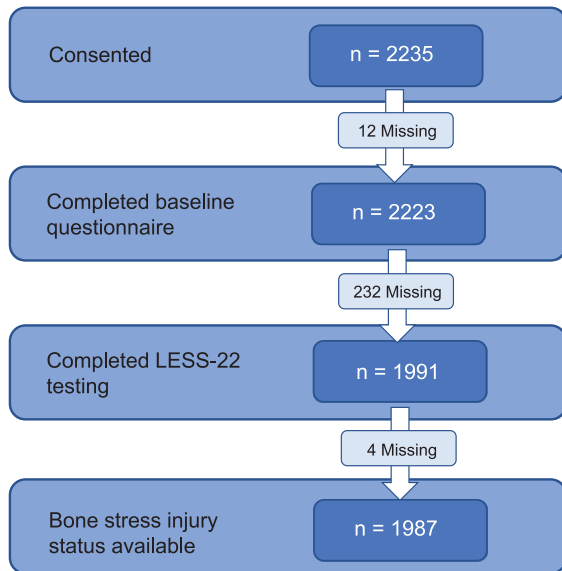 Consented
n = 2235
12 Missing
Completed baseline
questionnaire
n = 2223
232 Missing
Completed LESS-22
testing
n = 1991
4 Missing
Bone stress injury
status available
n = 1987